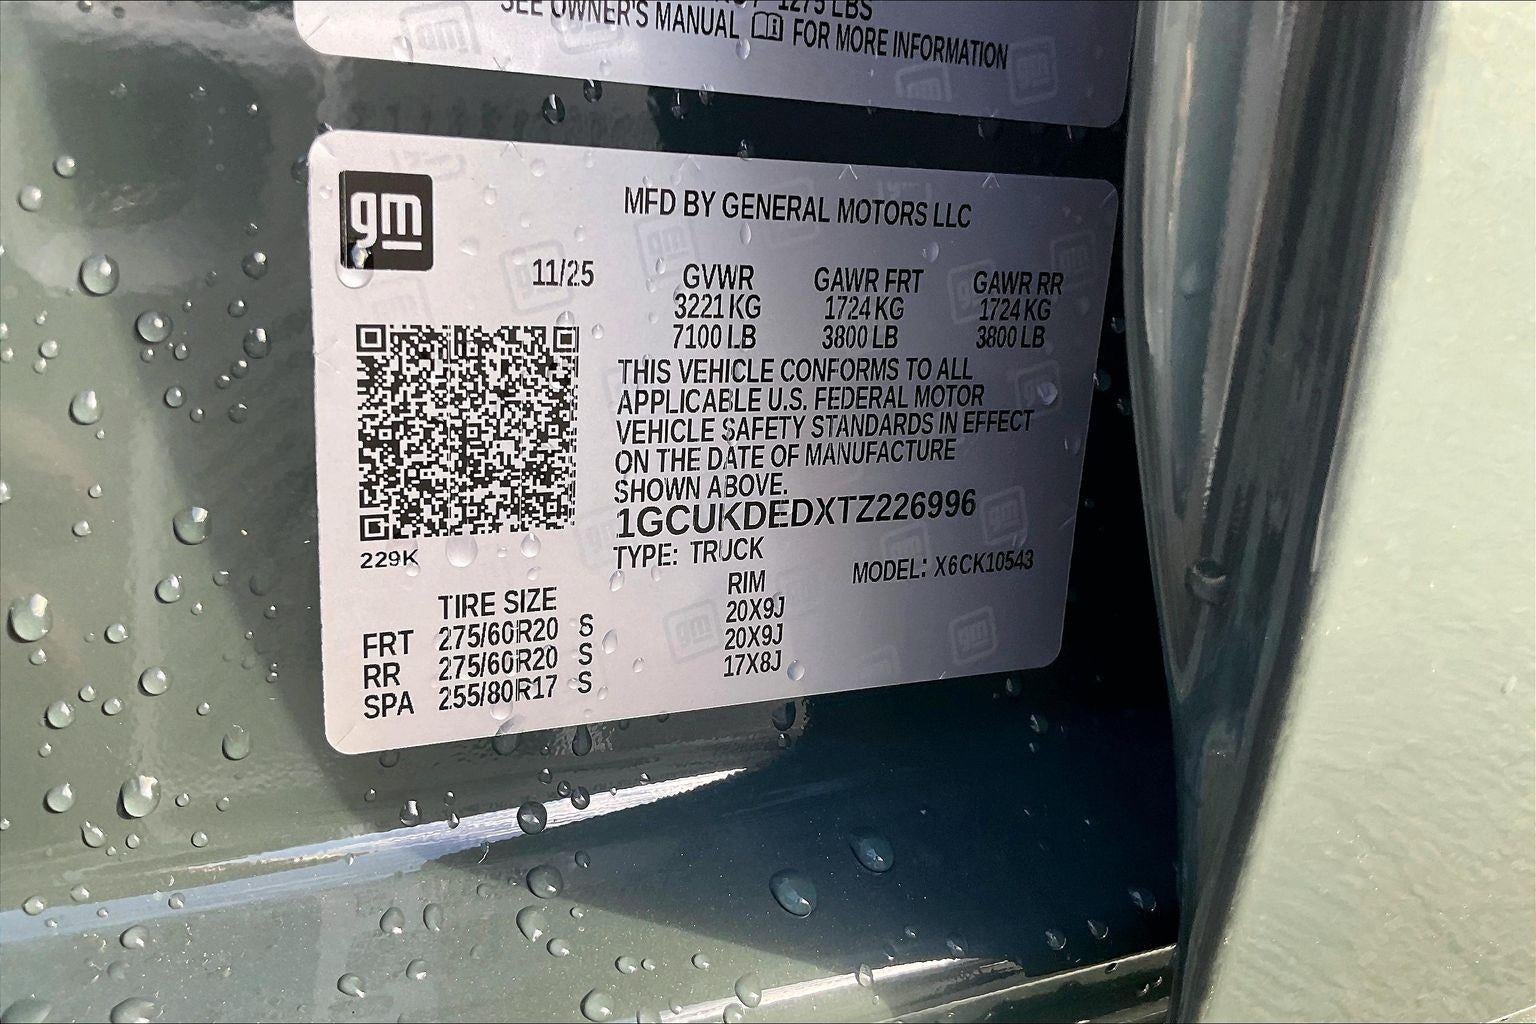 1275 LBS
SEE OWNER'S MANUAL FOR MORE INFORMATION
gm
MFD BY GENERAL MOTORS LLC
11/25 GVWR GAWR FRT GAWR RR
3221 KG 1724 KG 1724 KG
7100 LB 3800 LB 3800 LB
THIS VEHICLE CONFORMS TO ALL
APPLICABLE U.S. FEDERAL MOTOR
VEHICLE SAFETY STANDARDS IN EFFECT
ON THE DATE OF MANUFACTURE
SHOWN ABOVE.
1GCUKDEDXTZ226996
229K
TYPE: TRUCK MODEL: X6CK10543
TIRE SIZE RIM
FRT 275/60R20 S 20X9J
RR 275/60R20 S 20X9J
SPA 255/80R17 S 17X8J